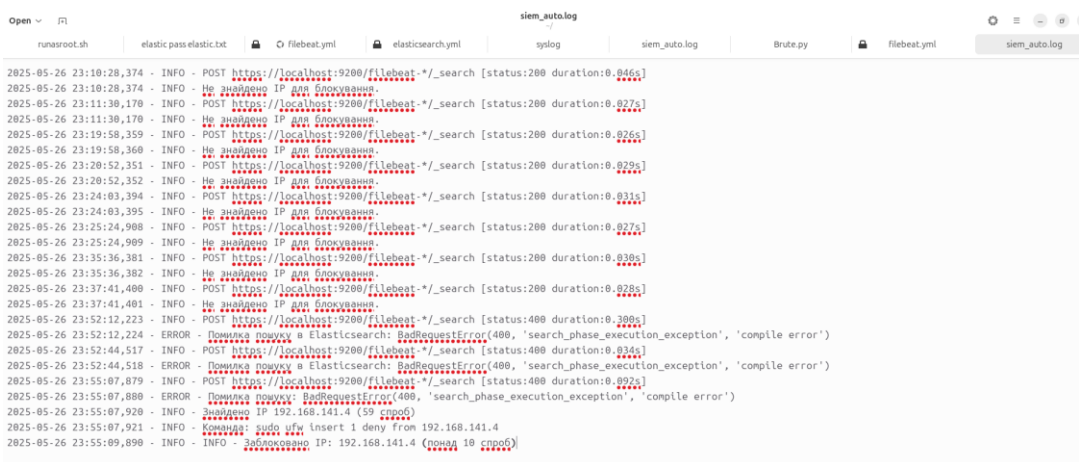 Open
siem_auto.log
~/
runasroot.sh elastic pass elastic.txt filebeat.yml elasticsearch.yml syslog siem_auto.log Brute.py filebeat.yml siem_auto.log
2025-05-26 23:10:28,374 - INFO - POST https://localhost:9200/filebeat-*/_search [status:200 duration:0.046s]
2025-05-26 23:10:28,374 - INFO - Не знайдено IP для блокування.
2025-05-26 23:11:30,170 - INFO - POST https://localhost:9200/filebeat-*/_search [status:200 duration:0.027s]
2025-05-26 23:11:30,170 - INFO - Не знайдено IP для блокування.
2025-05-26 23:19:58,359 - INFO - POST https://localhost:9200/filebeat-*/_search [status:200 duration:0.026s]
2025-05-26 23:19:58,360 - INFO - Не знайдено IP для блокування.
2025-05-26 23:20:52,351 - INFO - POST https://localhost:9200/filebeat-*/_search [status:200 duration:0.029s]
2025-05-26 23:20:52,352 - INFO - Не знайдено IP для блокування.
2025-05-26 23:24:03,394 - INFO - POST https://localhost:9200/filebeat-*/_search [status:200 duration:0.031s]
2025-05-26 23:24:03,395 - INFO - Не знайдено IP для блокування.
2025-05-26 23:25:24,908 - INFO - POST https://localhost:9200/filebeat-*/_search [status:200 duration:0.027s]
2025-05-26 23:25:24,909 - INFO - Не знайдено IP для блокування.
2025-05-26 23:35:36,381 - INFO - POST https://localhost:9200/filebeat-*/_search [status:200 duration:0.030s]
2025-05-26 23:35:36,382 - INFO - Не знайдено IP для блокування.
2025-05-26 23:37:41,400 - INFO - POST https://localhost:9200/filebeat-*/_search [status:200 duration:0.028s]
2025-05-26 23:37:41,401 - INFO - Не знайдено IP для блокування.
2025-05-26 23:52:12,223 - INFO - POST https://localhost:9200/filebeat-*/_search [status:400 duration:0.300s]
2025-05-26 23:52:12,224 - ERROR - Помилка пошуку в Elasticsearch: BadRequestError(400, 'search_phase_execution_exception', 'compile error')
2025-05-26 23:52:44,517 - INFO - POST https://localhost:9200/filebeat-*/_search [status:400 duration:0.034s]
2025-05-26 23:52:44,518 - ERROR - Помилка пошуку в Elasticsearch: BadRequestError(400, 'search_phase_execution_exception', 'compile error')
2025-05-26 23:55:07,879 - INFO - POST https://localhost:9200/filebeat-*/_search [status:400 duration:0.092s]
2025-05-26 23:55:07,880 - ERROR - Помилка пошуку: BadRequestError(400, 'search_phase_execution_exception', 'compile error')
2025-05-26 23:55:07,920 - INFO - Знайдено IP 192.168.141.4 (59 спроб)
2025-05-26 23:55:07,921 - INFO - Команда: sudo ufw insert 1 deny from 192.168.141.4
2025-05-26 23:55:09,890 - INFO - INFO - Заблоковано IP: 192.168.141.4 (понад 10 спроб)